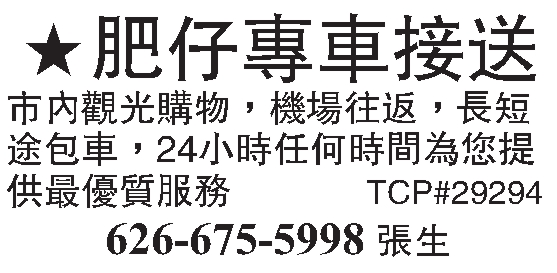 ★肥仔專車接送
市內觀光購物，機場往返，長短
途包車，24小時任何時間為您提
供最優質服務 TCP#29294
626-675-5998 張生